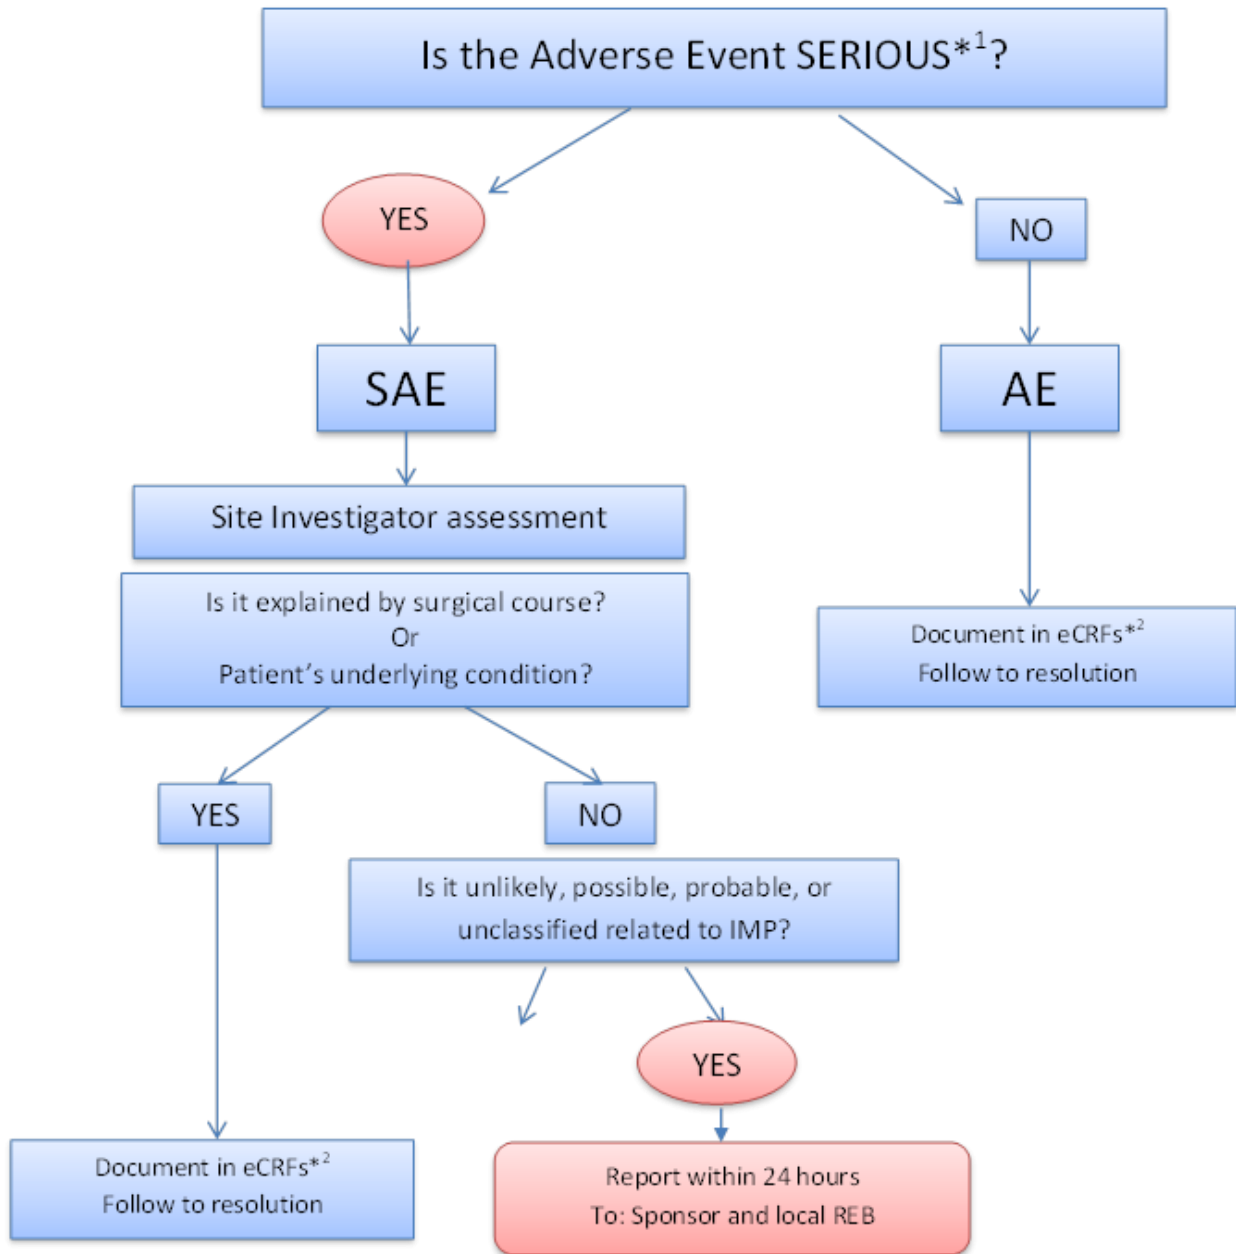 Is the Adverse Event SERIOUS*1?
YES
NO
SAE
AE
Site Investigator assessment
Is it explained by surgical course?
Or
Patient's underlying condition?
Document in eCRFs*2
Follow to resolution
YES
NO
Is it unlikely, possible, probable, or
unclassified related to IMP?
YES
Document in eCRFs*2
Follow to resolution
Report within 24 hours
To: Sponsor and local REB